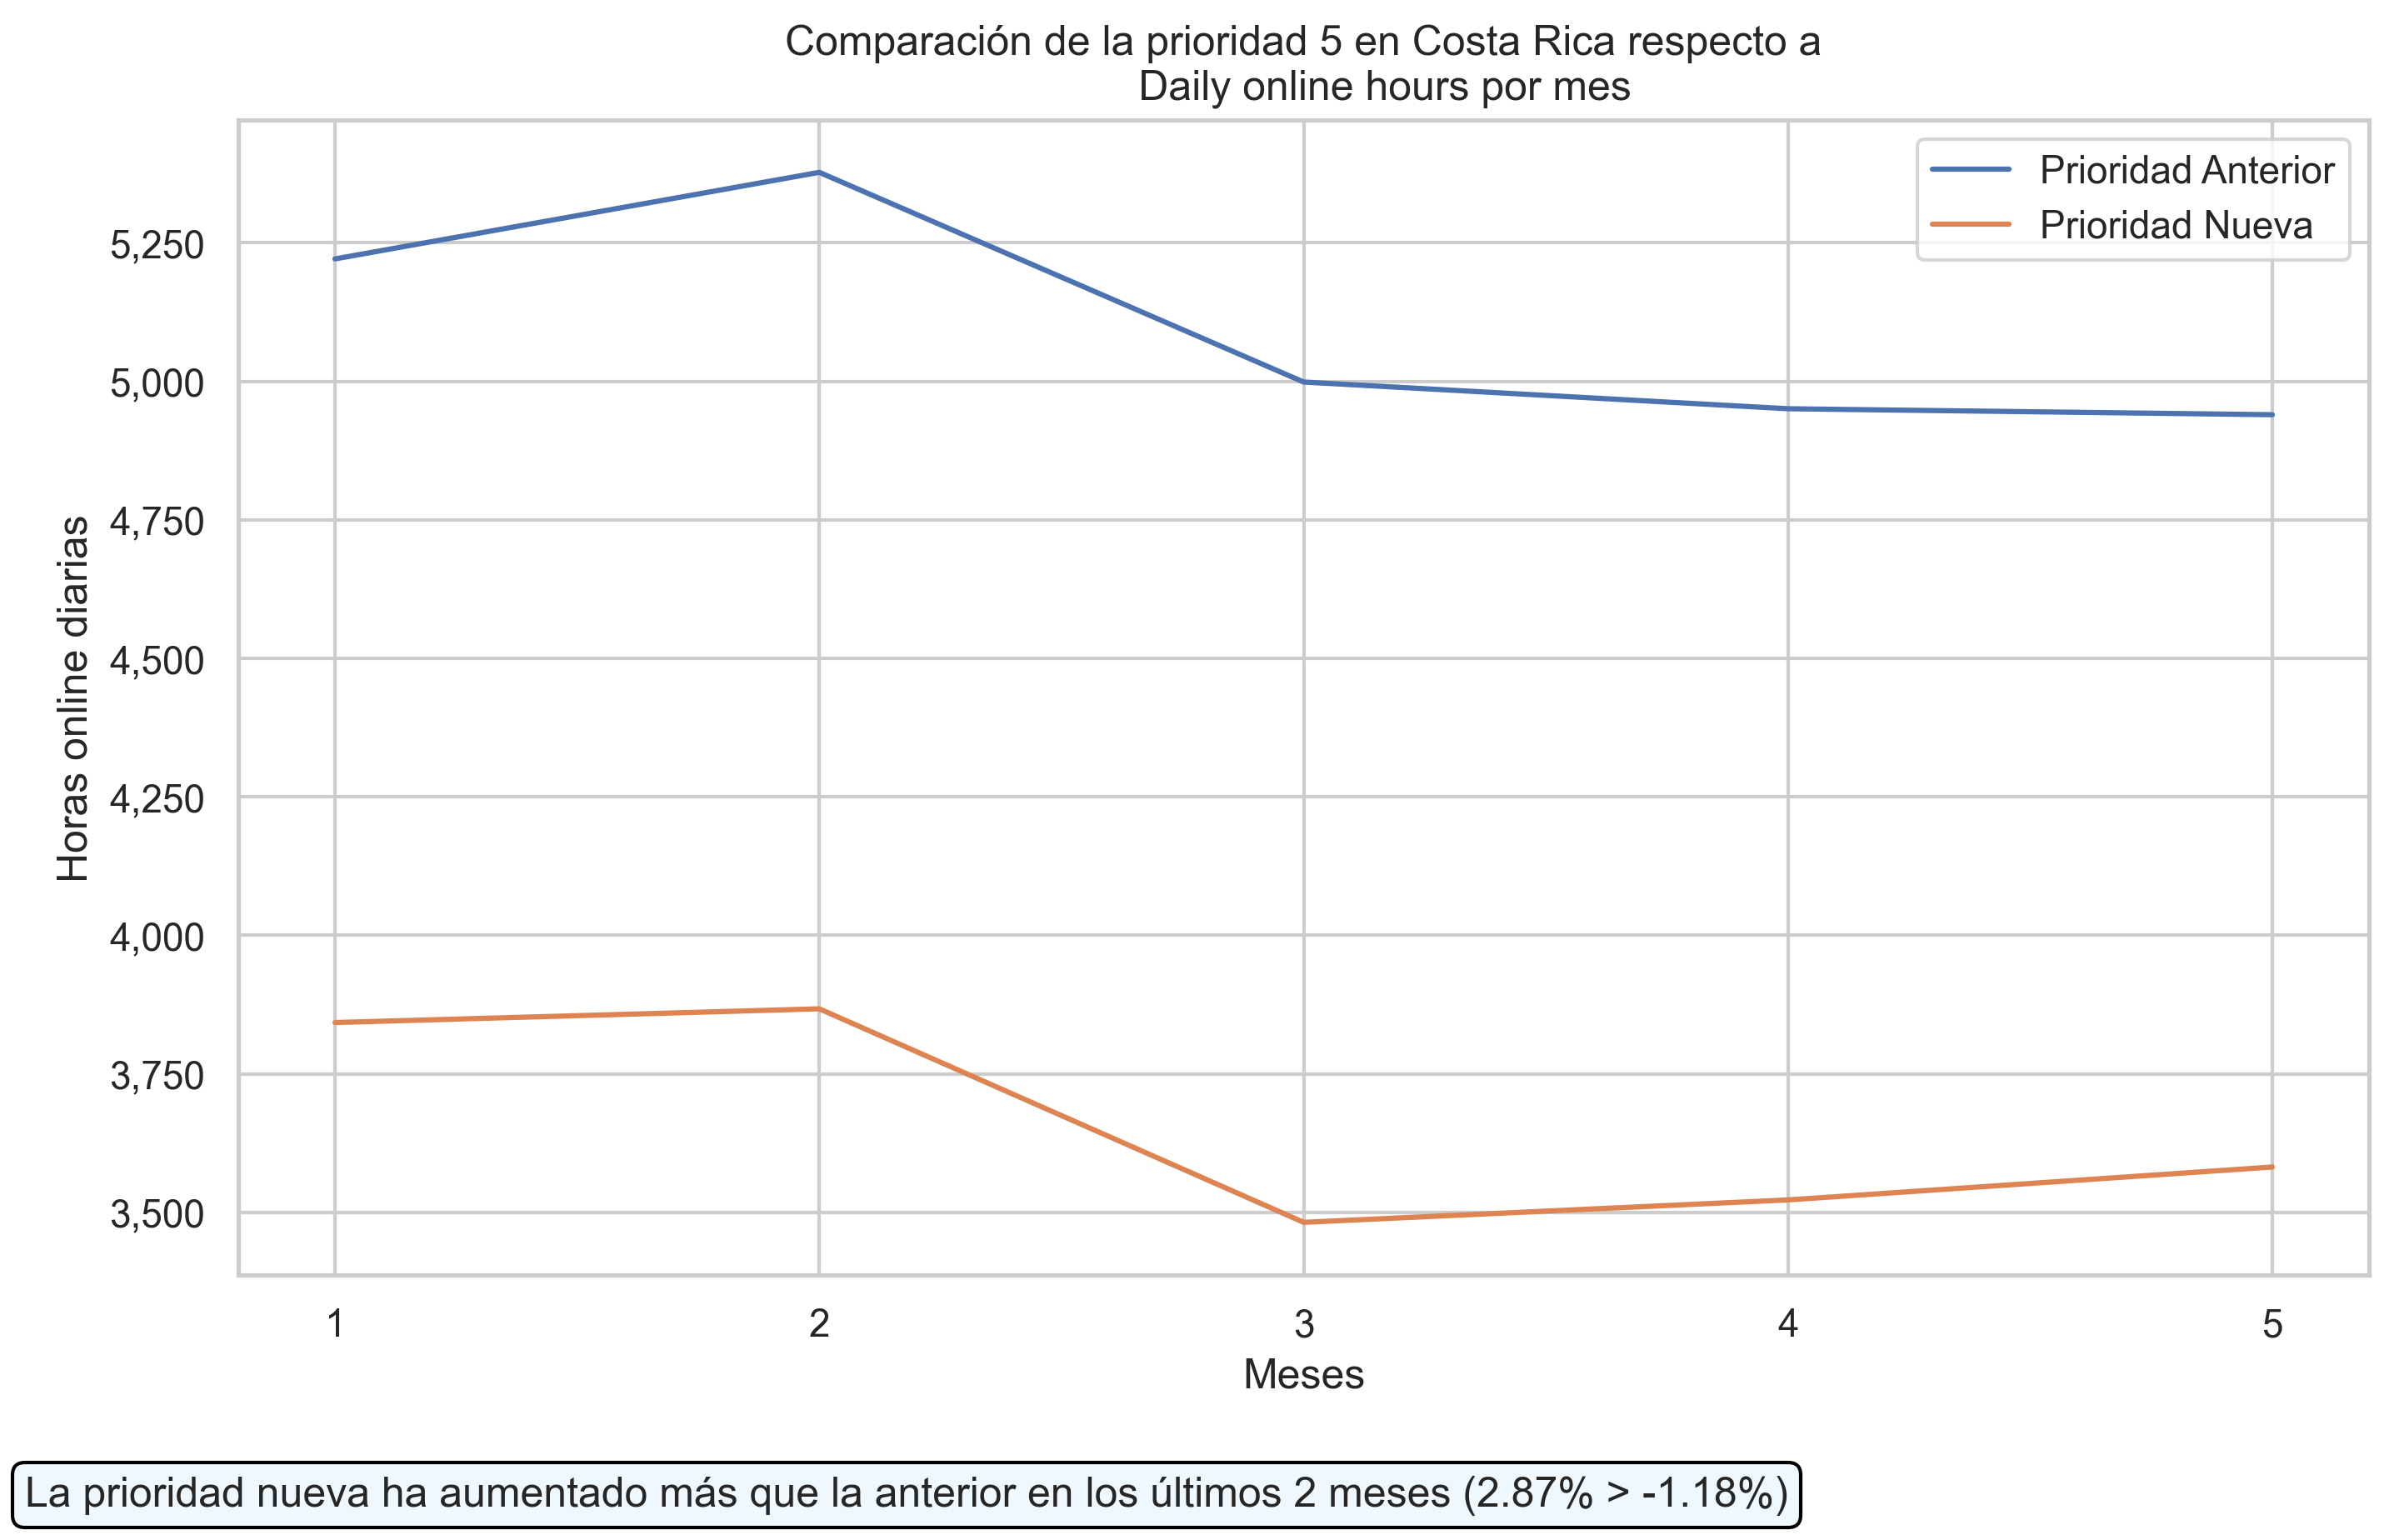 Comparación de la prioridad 5 en Costa Rica respecto a
Daily online hours por mes
Prioridad Anterior
Prioridad Nueva
Horas online diarias
5,250
5,000
4,750
4,500
4,250
4,000
3,750
3,500
1
2
3
4
5
Meses
La prioridad nueva ha aumentado más que la anterior en los últimos 2 meses (2.87% > -1.18%)